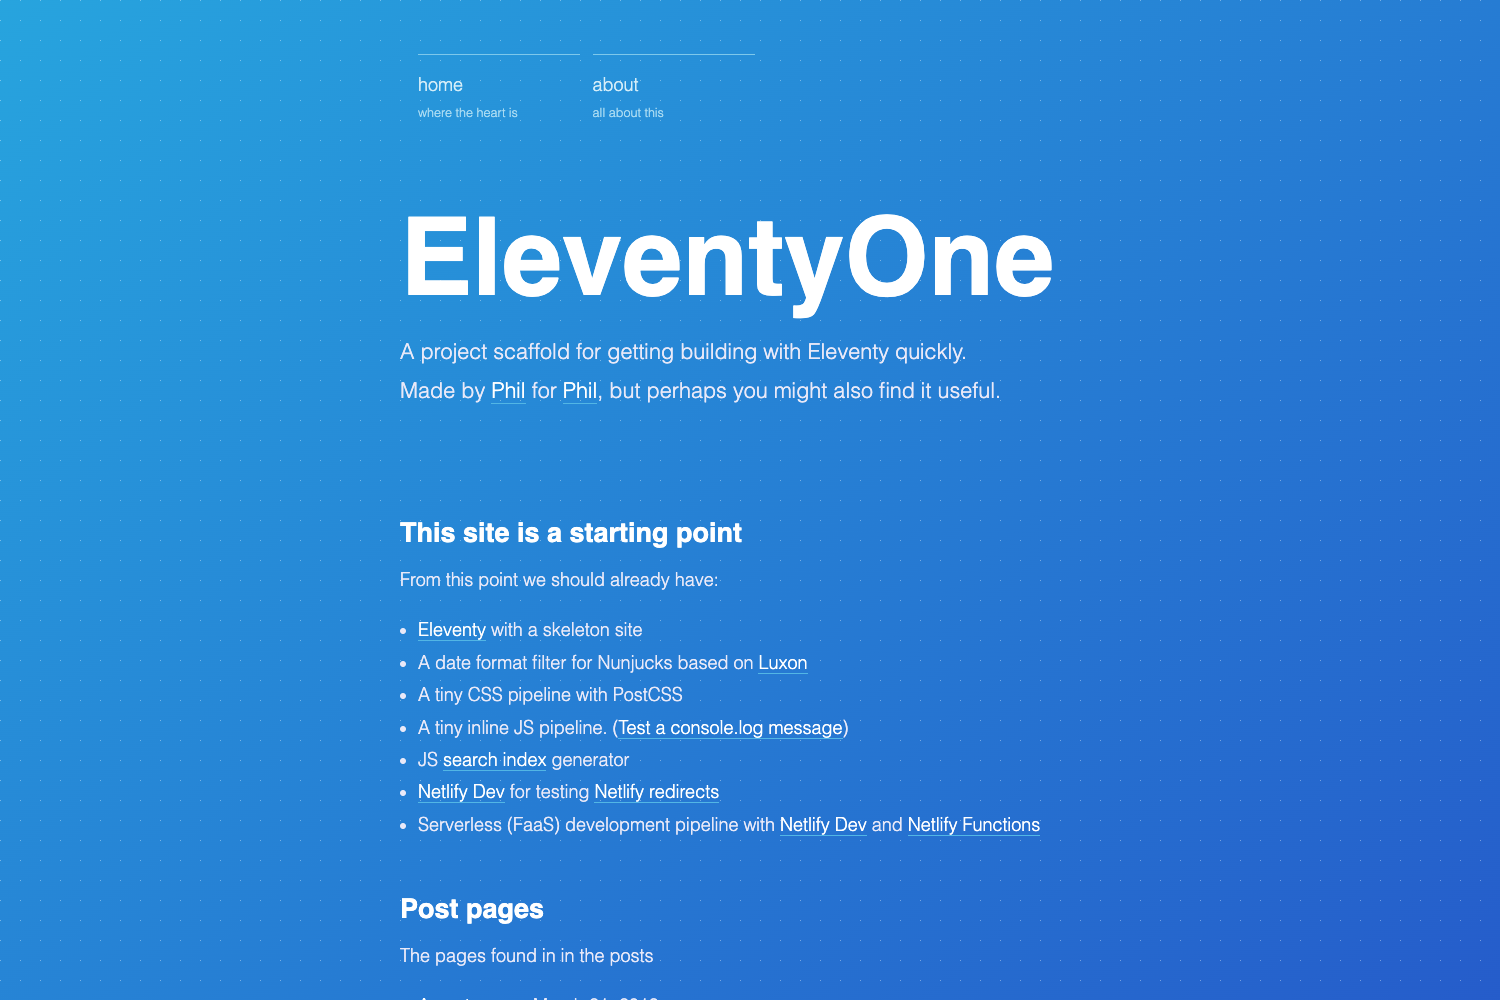 home
about
where the heart is
all about this
EleventyOne
A project scaffold for getting building with Eleventy quickly.
Made by Phil for Phil, but perhaps you might also find it useful.
This site is a starting point
From this point we should already have:
Eleventy with a skeleton site
A date format filter for Nunjucks based on Luxon
A tiny CSS pipeline with PostCSS
A tiny inline JS pipeline. (Test a console.log message)
JS search index generator
Netlify Dev for testing Netlify redirects
Serverless (FaaS) development pipeline with Netlify Dev and Netlify Functions
Post pages
The pages found in in the posts